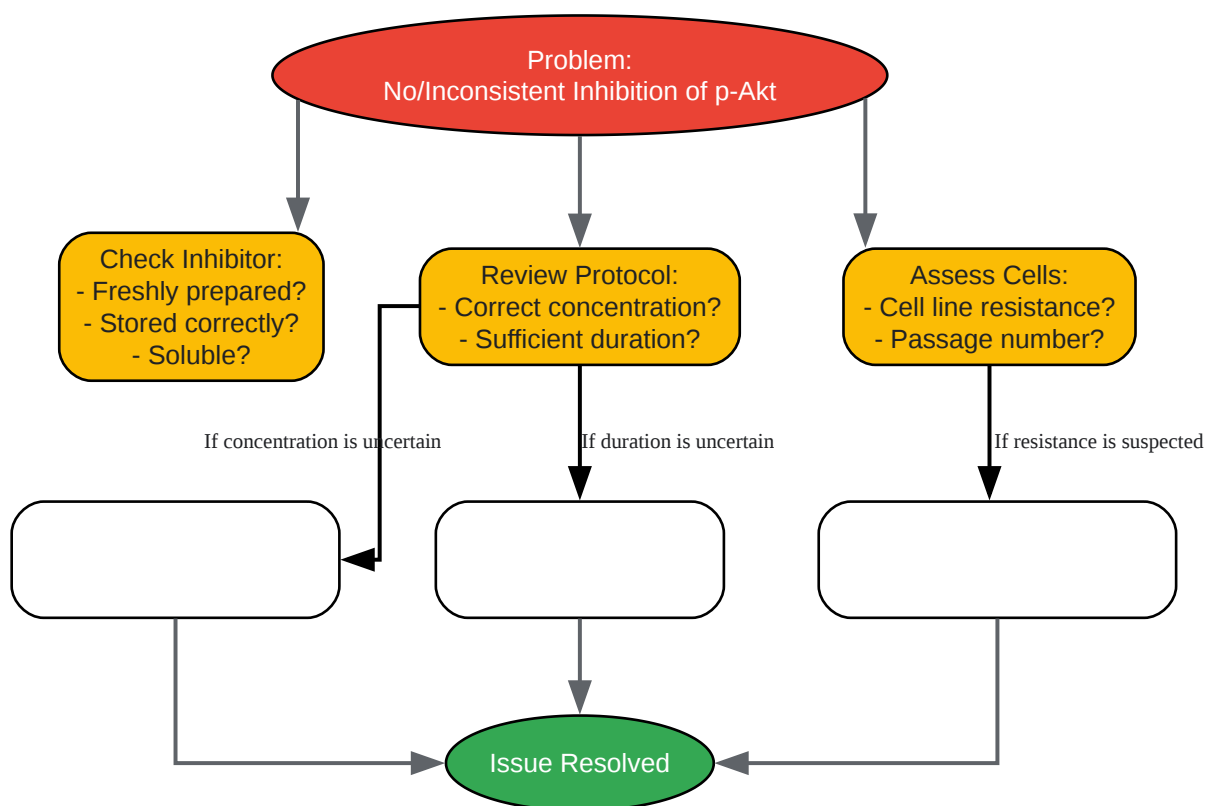 Problem:
No/Inconsistent Inhibition of p-Akt
Check Inhibitor:
- Freshly prepared?
- Stored correctly?
- Soluble?
Review Protocol:
- Correct concentration?
- Sufficient duration?
Assess Cells:
- Cell line resistance?
- Passage number?
If concentration is uncertain
If duration is uncertain
If resistance is suspected
Issue Resolved